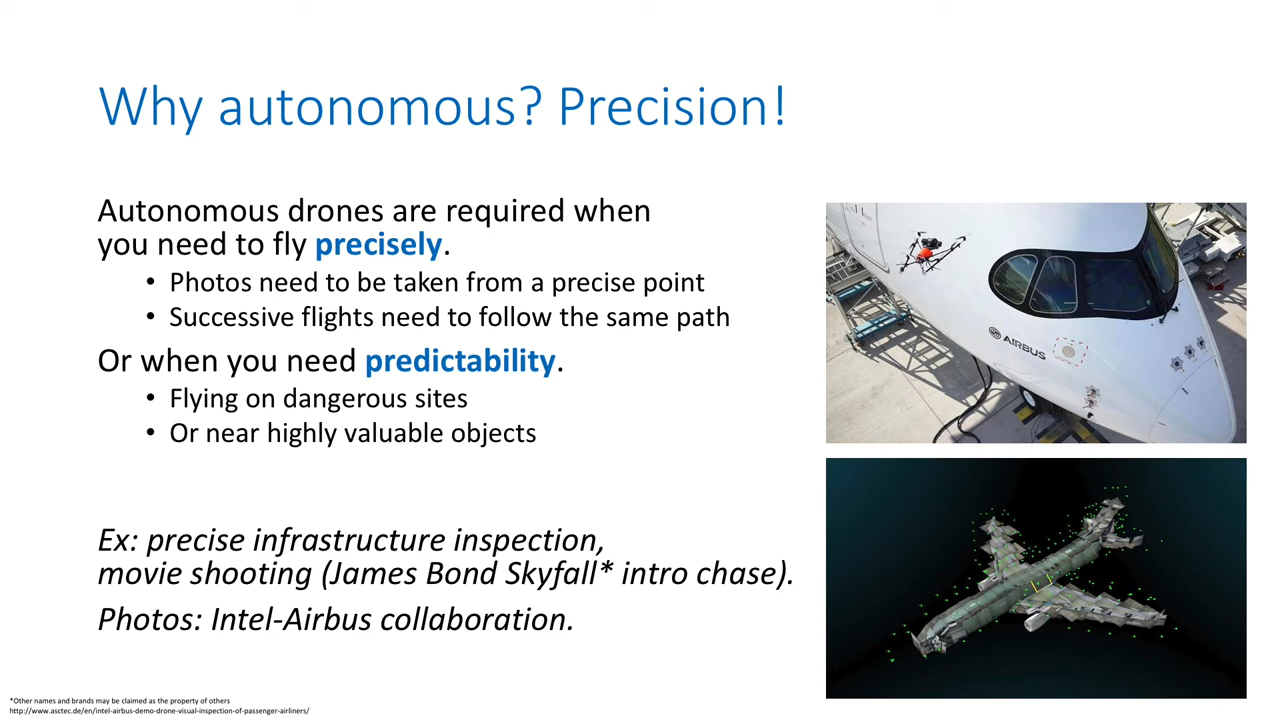 Why autonomous? Precision!
Autonomous drones are required when
you need to fly precisely.
• Photos need to be taken from a precise point
• Successive flights need to follow the same path
Or when you need predictability.
• Flying on dangerous sites
• Or near highly valuable objects
Ex: precise infrastructure inspection,
movie shooting (James Bond Skyfall* intro chase).
Photos: Intel-Airbus collaboration.
AIRBUS
*Other names and brands may be claimed as the property of others
http://www.asctec.de/en/intel-airbus-demo-drone-visual-inspection-of-passenger-airliners/